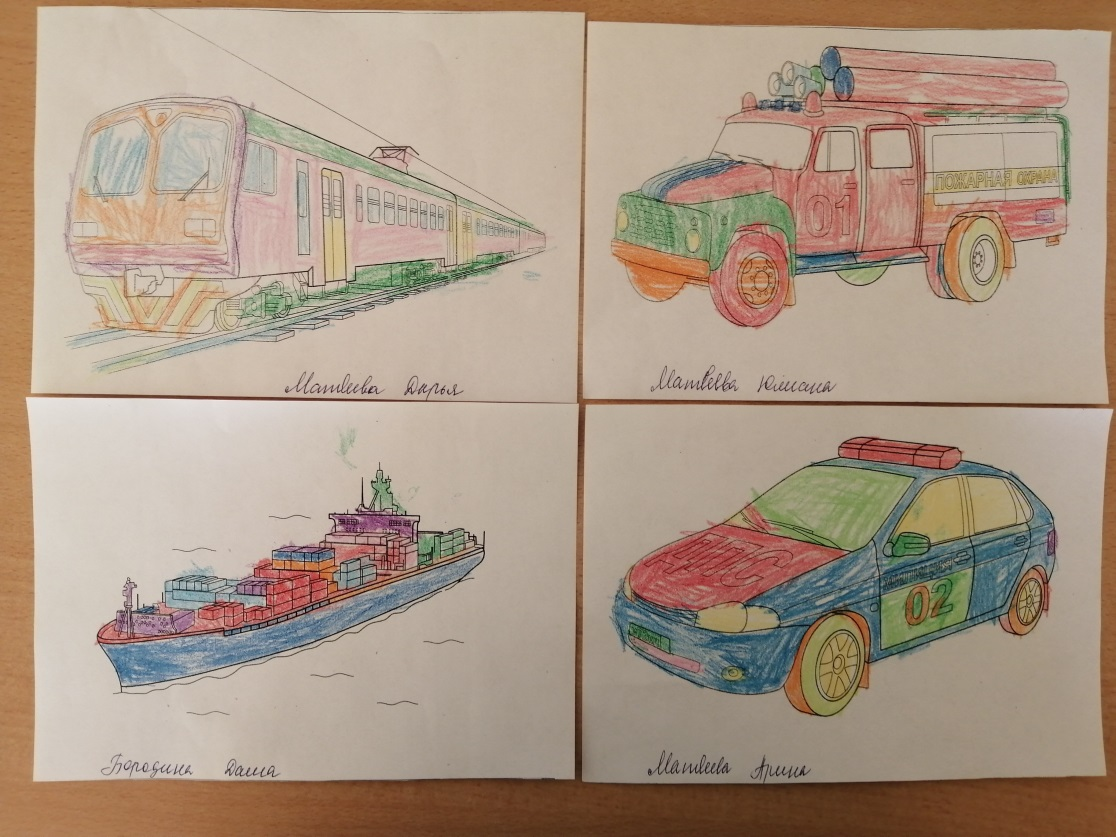 01
ПОЖАРНАЯ ОХРАНА
Матвеева Дарья
Матвеева Юлиана
ДПС
02
Бородина Даша
Матвеева Арина